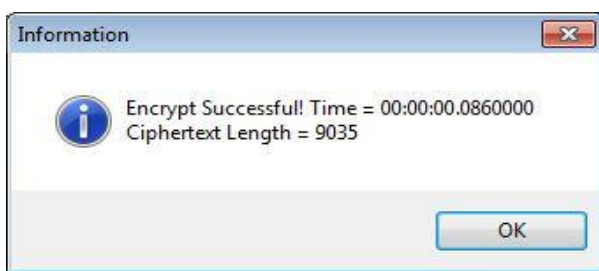 Information
Encrypt Successful! Time = 00:00:00.0860000
Ciphertext Length = 9035
OK